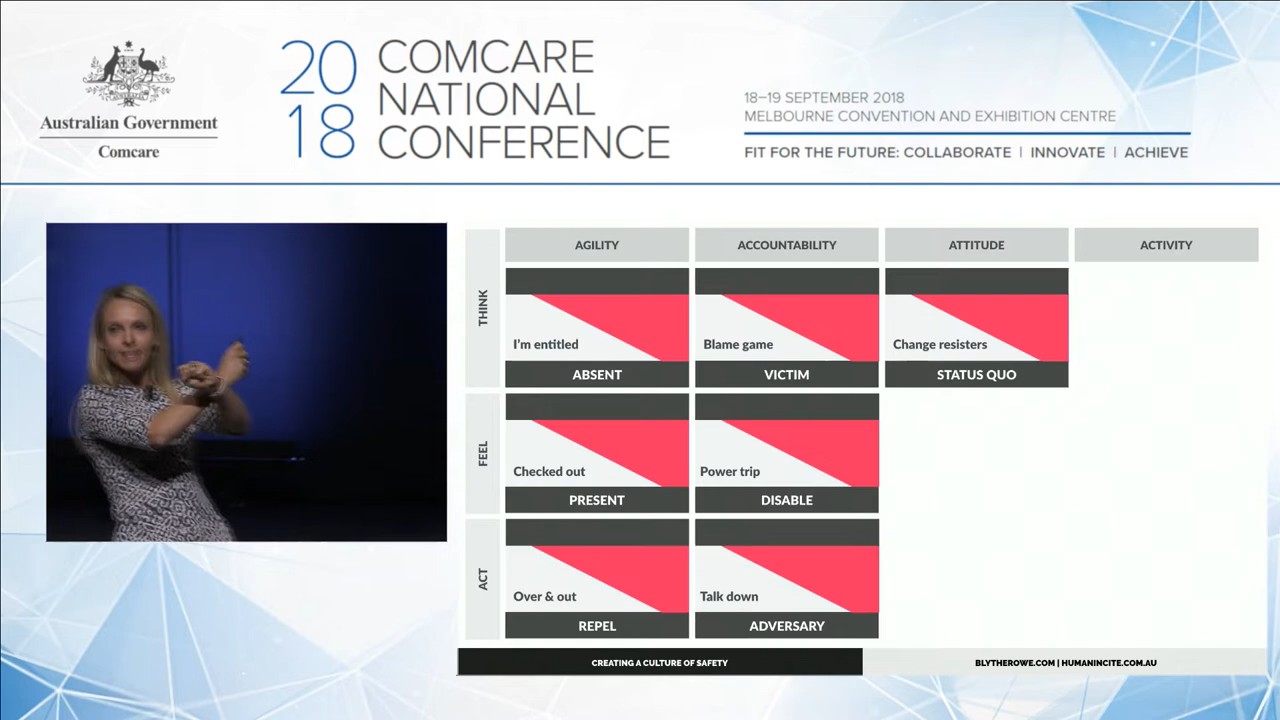 Australian Government
Comcare
20
18
COMCARE
NATIONAL
CONFERENCE
18–19 SEPTEMBER 2018
MELBOURNE CONVENTION AND EXHIBITION CENTRE
FIT FOR THE FUTURE: COLLABORATE | INNOVATE | ACHIEVE
AGILITY
ACCOUNTABILITY
ATTITUDE
ACTIVITY
THINK
I'm entitled
ABSENT
Blame game
VICTIM
Change resisters
STATUS QUO
FEEL
Checked out
PRESENT
Power trip
DISABLE
ACT
Over & out
REPEL
Talk down
ADVERSARY
CREATING A CULTURE OF SAFETY
BLYTHEROWE.COM | HUMANINCITE.COM.AU